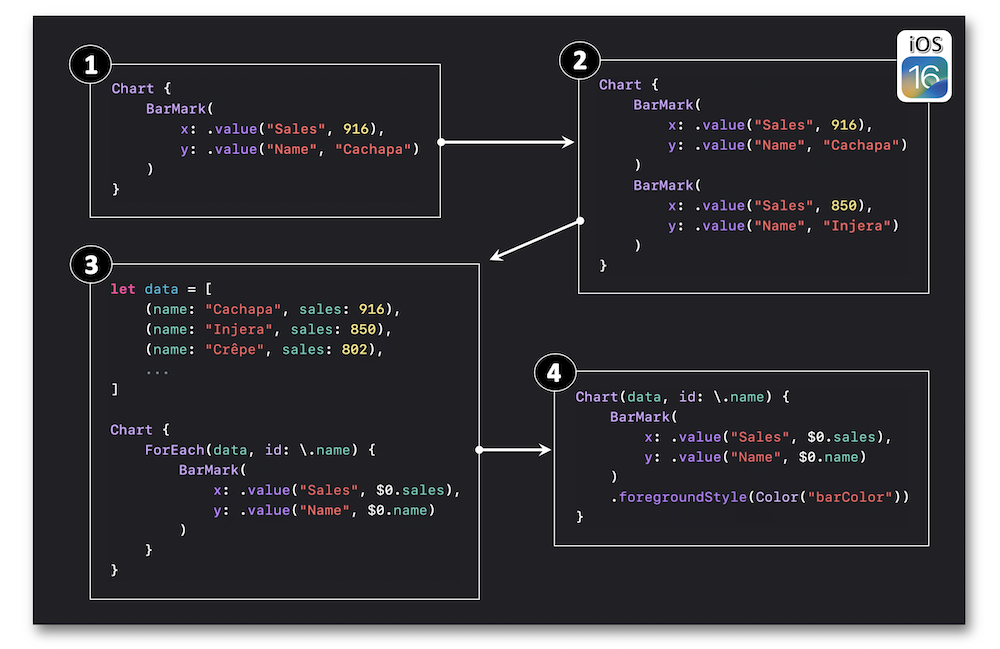 iOS
16
1
Chart {
    BarMark(
        x: .value("Sales", 916),
        y: .value("Name", "Cachapa")
    )
}
2
Chart {
    BarMark(
        x: .value("Sales", 916),
        y: .value("Name", "Cachapa")
    )
    BarMark(
        x: .value("Sales", 850),
        y: .value("Name", "Injera")
    )
}
3
let data = [
    (name: "Cachapa", sales: 916),
    (name: "Injera", sales: 850),
    (name: "Crêpe", sales: 802),
    ...
]
Chart {
    ForEach(data, id: \.name) {
        BarMark(
            x: .value("Sales", $0.sales),
            y: .value("Name", $0.name)
        )
    }
}
4
Chart(data, id: \.name) {
    BarMark(
        x: .value("Sales", $0.sales),
        y: .value("Name", $0.name)
    )
    .foregroundStyle(Color("barColor"))
}